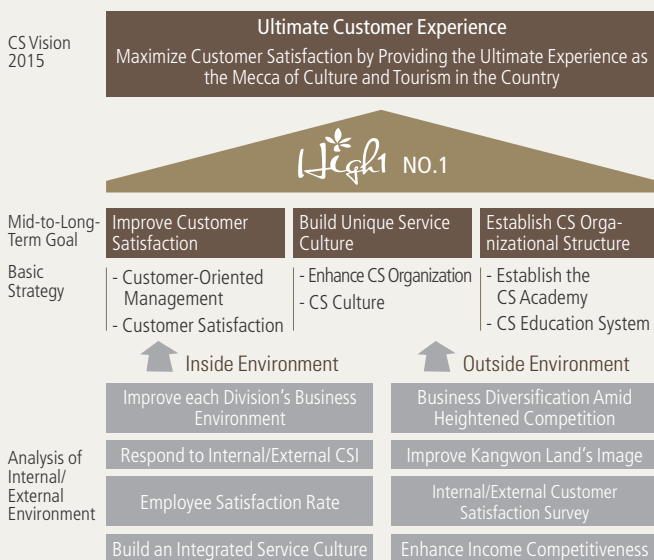 CS Vision
2015
Ultimate Customer Experience
Maximize Customer Satisfaction by Providing the Ultimate Experience as
the Mecca of Culture and Tourism in the Country
High1 NO.1
Mid-to-Long-
Term Goal
Improve Customer
Satisfaction
Build Unique Service
Culture
Establish CS Orga-
nizational Structure
Basic
Strategy
- Customer-Oriented
Management
- Customer Satisfaction
- Enhance CS Organization
- CS Culture
- Establish the
CS Academy
- CS Education System
Inside Environment
Outside Environment
Analysis of
Internal/
External
Environment
Improve each Division's Business
Environment
Respond to Internal/External CSI
Employee Satisfaction Rate
Build an Integrated Service Culture
Business Diversification Amid
Heightened Competition
Improve Kangwon Land's Image
Internal/External Customer
Satisfaction Survey
Enhance Income Competitiveness